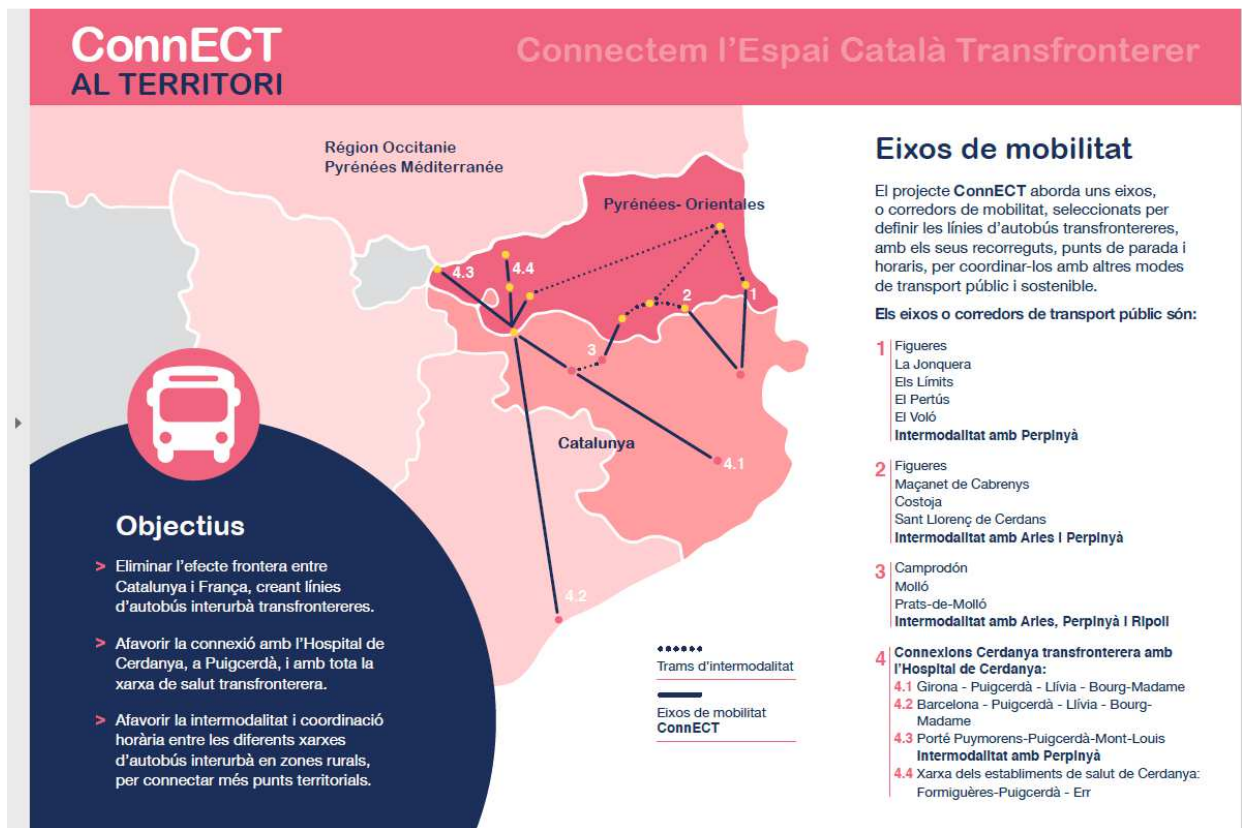 ConnECT
AL TERRITORI
Connectem l'Espai Català Transfronterer
Région Occitanie
Pyrénées Méditerranée
Pyrénées- Orientales
4.3
4.4
2
1
3
Catalunya
4.1
4.2
Objectius
> Eliminar l'efecte frontera entre
Catalunya i França, creant línies
d'autobús interurbà transfrontereres.
> Afavorir la connexió amb l'Hospital de
Cerdanya, a Puigcerdà, i amb tota la
xarxa de salut transfronterera.
> Afavorir la intermodalitat i coordinació
horària entre les diferents xarxes
d'autobús interurbà en zones rurals,
per connectar més punts territorials.
Trams d'intermodalitat
Eixos de mobilitat
ConnECT
Eixos de mobilitat
El projecte ConnECT aborda uns eixos,
o corredors de mobilitat, seleccionats per
definir les línies d'autobús transfrontereres,
amb els seus recorreguts, punts de parada i
horaris, per coordinar-los amb altres modes
de transport públic i sostenible.
Els eixos o corredors de transport públic són:
1 Figueres
La Jonquera
Els Límits
El Pertús
El Voló
Intermodalitat amb Perpinyà
2 Figueres
Maçanet de Cabrenys
Costoja
Sant Llorenç de Cerdans
Intermodalitat amb Arles i Perpinyà
3 Camprodón
Molló
Prats-de-Molló
Intermodalitat amb Arles, Perpinyà i Ripoll
4 Connexions Cerdanya transfronterera amb
l'Hospital de Cerdanya:
4.1 Girona - Puigcerdà - Llívia - Bourg-Madame
4.2 Barcelona - Puigcerdà - Llívia - Bourg-
Madame
4.3 Porté Puymorens-Puigcerdà-Mont-Louis
Intermodalitat amb Perpinyà
4.4 Xarxa dels establiments de salut de Cerdanya:
Formiguères-Puigcerdà - Err